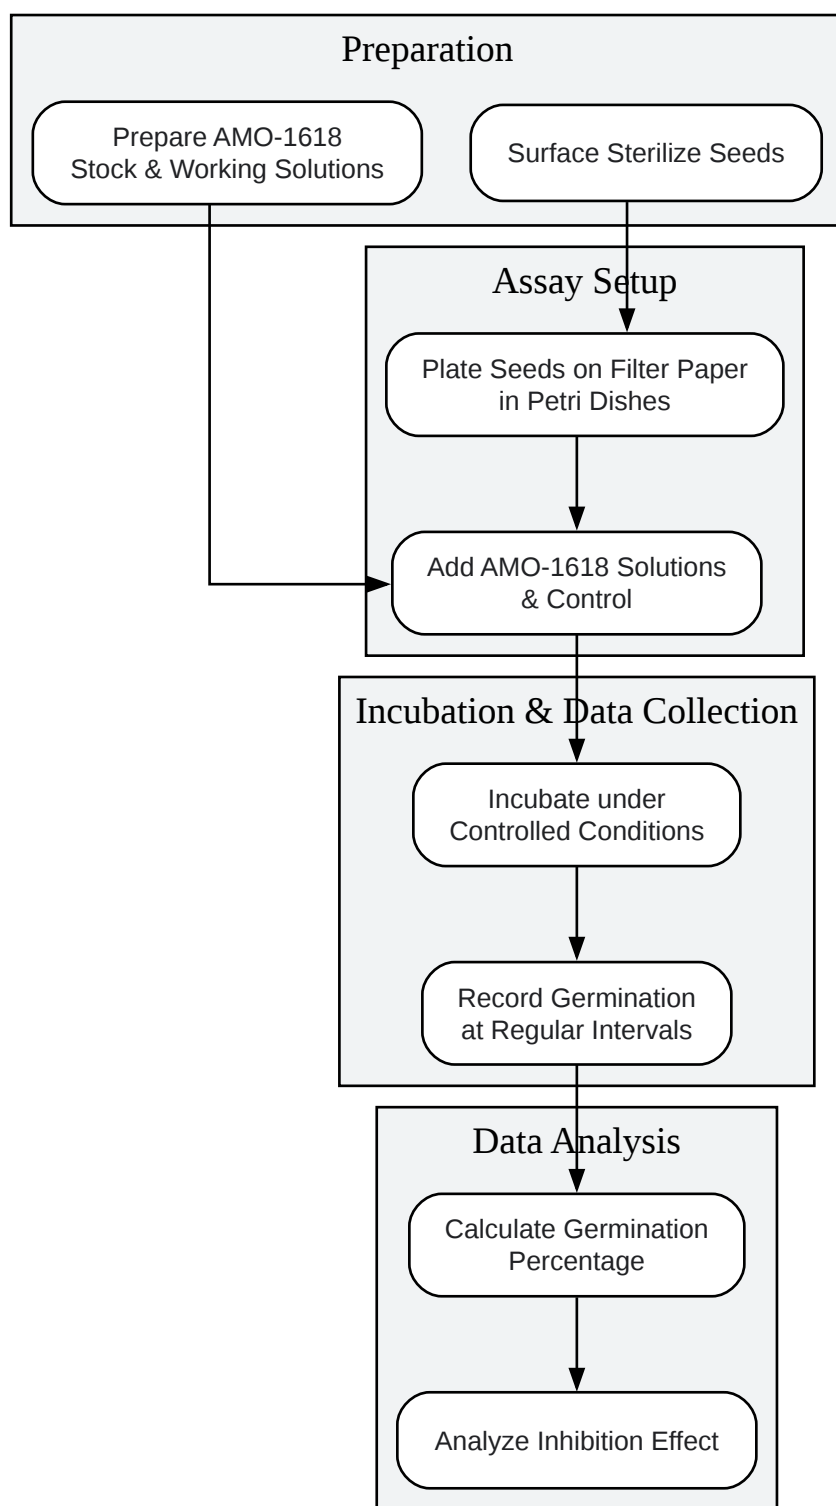 Preparation
Prepare AMO-1618
Stock & Working Solutions
Surface Sterilize Seeds
Assay Setup
Plate Seeds on Filter Paper
in Petri Dishes
Add AMO-1618 Solutions
& Control
Incubation & Data Collection
Incubate under
Controlled Conditions
Record Germination
at Regular Intervals
Data Analysis
Calculate Germination
Percentage
Analyze Inhibition Effect